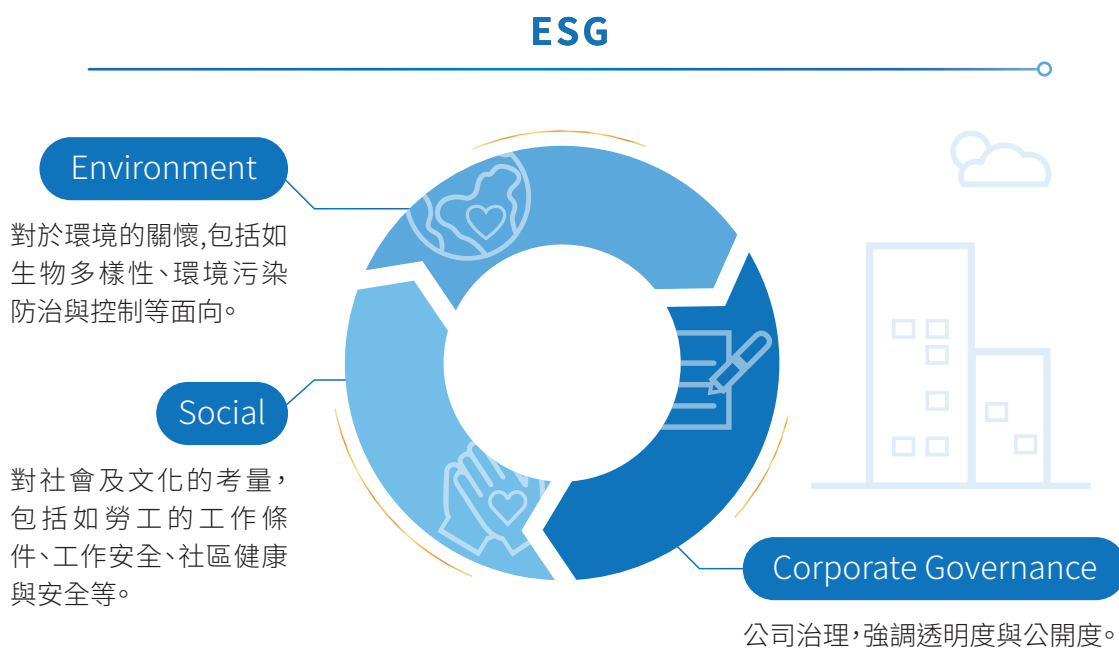 ESG
Environment
對於環境的關懷,包括如
生物多樣性、環境污染
防治與控制等面向。
Social
對社會及文化的考量，
包括如勞工的工作條
件、工作安全、社區健康
與安全等。
Corporate Governance
公司治理，強調透明度與公開度。